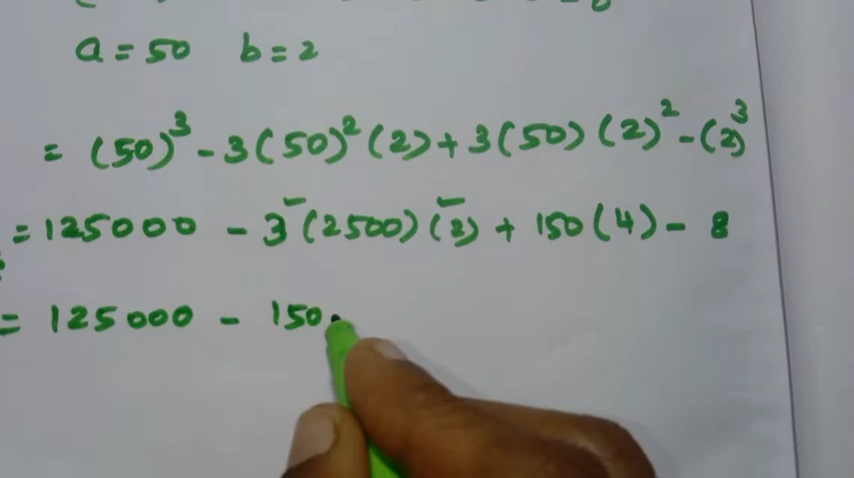 a = 50 b = 2
= (50)³ - 3(50)² (2) + 3(50) (2)² - (2)³
= 125000 - 3 (2500) (2) + 150 (4) - 8
= 125000 - 150